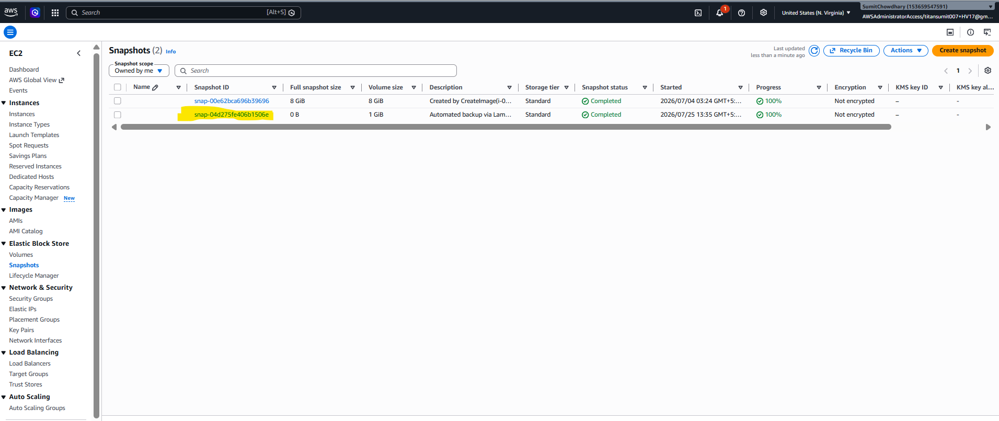 aws
Search [Alt+S]
1
United States (N. Virginia)
SumitChowdhary (153659547591)
AWSAdministratorAccess/titansumit007+HV17@gm...
EC2
Dashboard
AWS Global View
Events
Instances
Instances
Instance Types
Launch Templates
Spot Requests
Savings Plans
Reserved Instances
Dedicated Hosts
Capacity Reservations
Capacity Manager New
Images
AMIs
AMI Catalog
Elastic Block Store
Volumes
Snapshots
Lifecycle Manager
Network & Security
Security Groups
Elastic IPs
Placement Groups
Key Pairs
Network Interfaces
Load Balancing
Load Balancers
Target Groups
Trust Stores
Auto Scaling
Auto Scaling Groups
Snapshots (2) Info
Last updated
less than a minute ago
Recycle Bin
Actions
Create snapshot
Snapshot scope
Owned by me
Search
1
Name Snapshot ID Full snapshot size Volume size Description Storage tier Snapshot status Started Progress Encryption KMS key ID KMS key al...
snap-00e62bca696b39696 8 GiB 8 GiB Created by CreateImage(i-0... Standard Completed 2026/07/04 03:24 GMT+5:... 100% Not encrypted – -
snap-04d275fe406b1506e 0 B 1 GiB Automated backup via Lam... Standard Completed 2026/07/25 13:35 GMT+5:... 100% Not encrypted – -